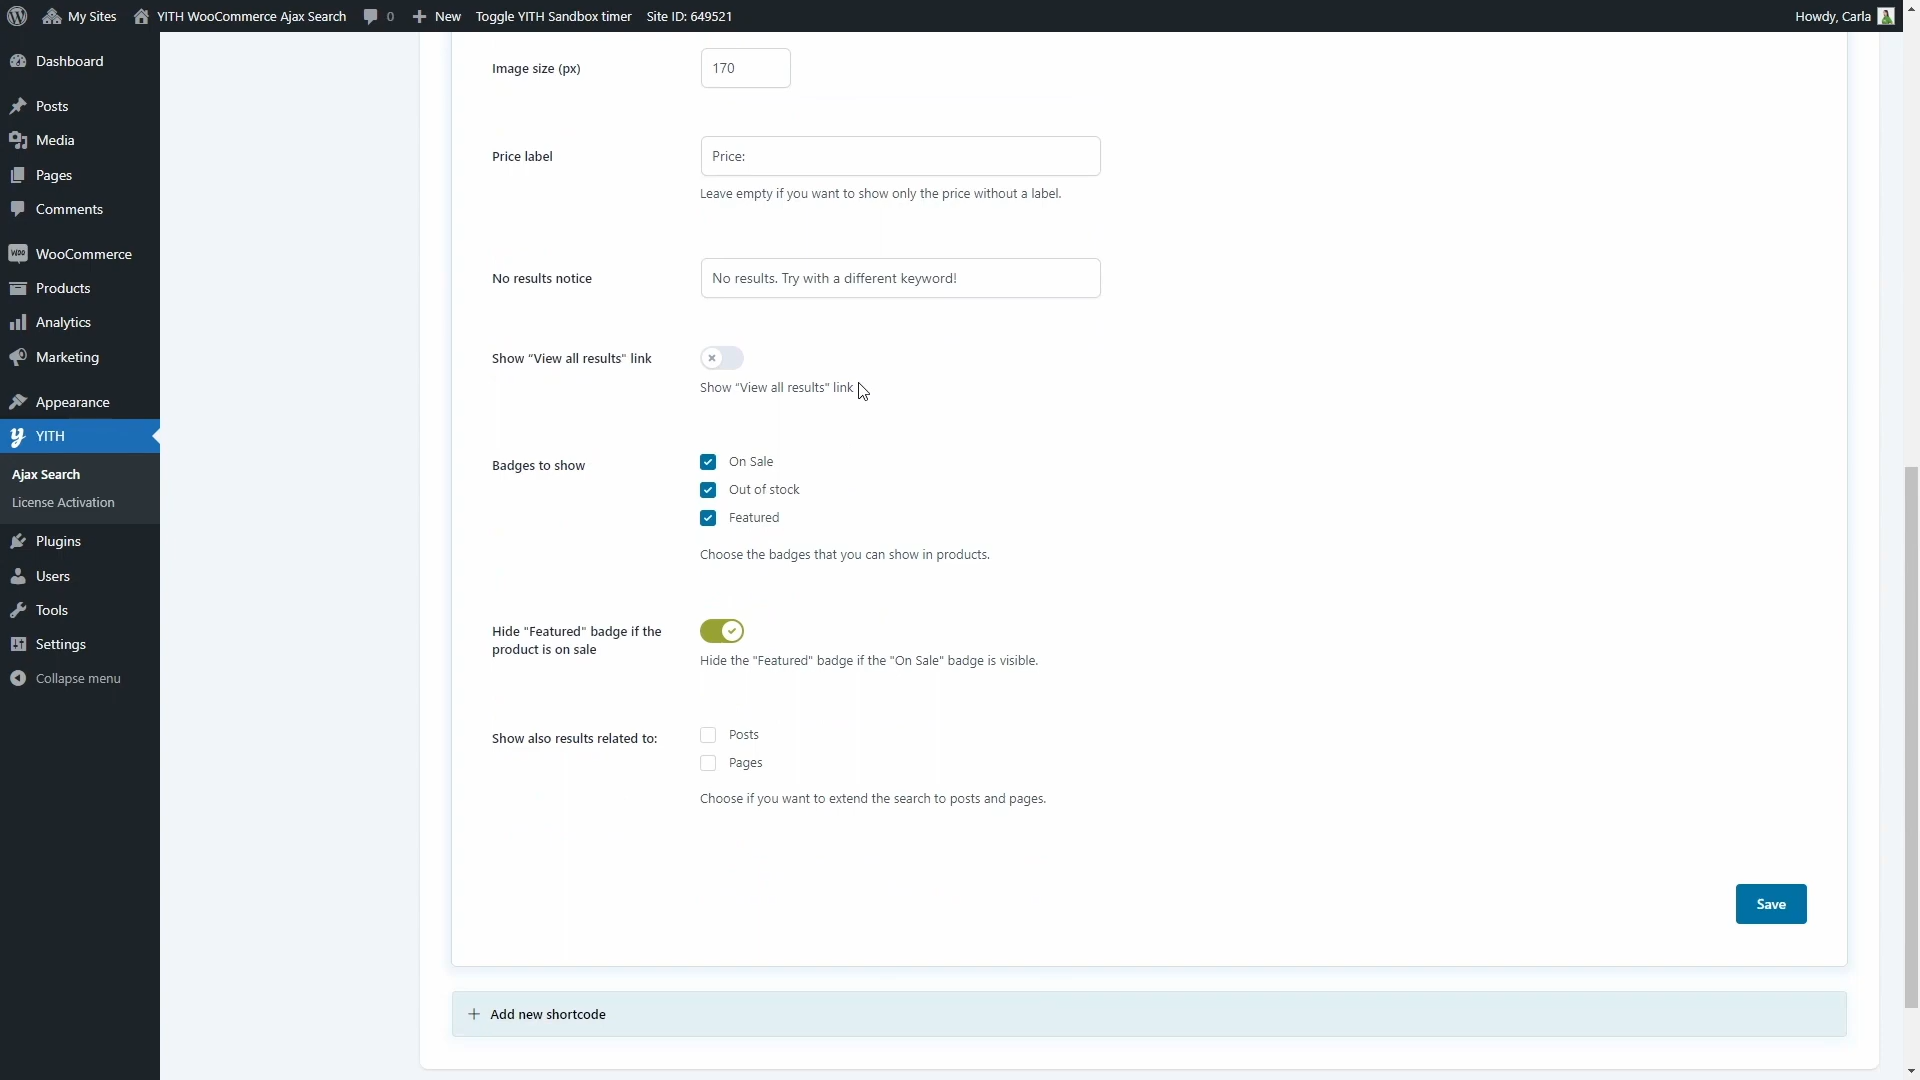 My Sites
YITH WooCommerce Ajax Search
0
New
Toggle YITH Sandbox timer
Site ID: 649521
Howdy, Carla
Dashboard
Posts
Media
Pages
Comments
WooCommerce
Products
Analytics
Marketing
Appearance
YITH
Ajax Search
License Activation
Plugins
Users
Tools
Settings
Collapse menu
Image size (px)
170
Price label
Price:
Leave empty if you want to show only the price without a label.
No results notice
No results. Try with a different keyword!
Show “View all results” link
Show “View all results” link
Badges to show
On Sale
Out of stock
Featured
Choose the badges that you can show in products.
Hide "Featured" badge if the
product is on sale
Hide the "Featured" badge if the "On Sale" badge is visible.
Show also results related to:
Posts
Pages
Choose if you want to extend the search to posts and pages.
Save
Add new shortcode